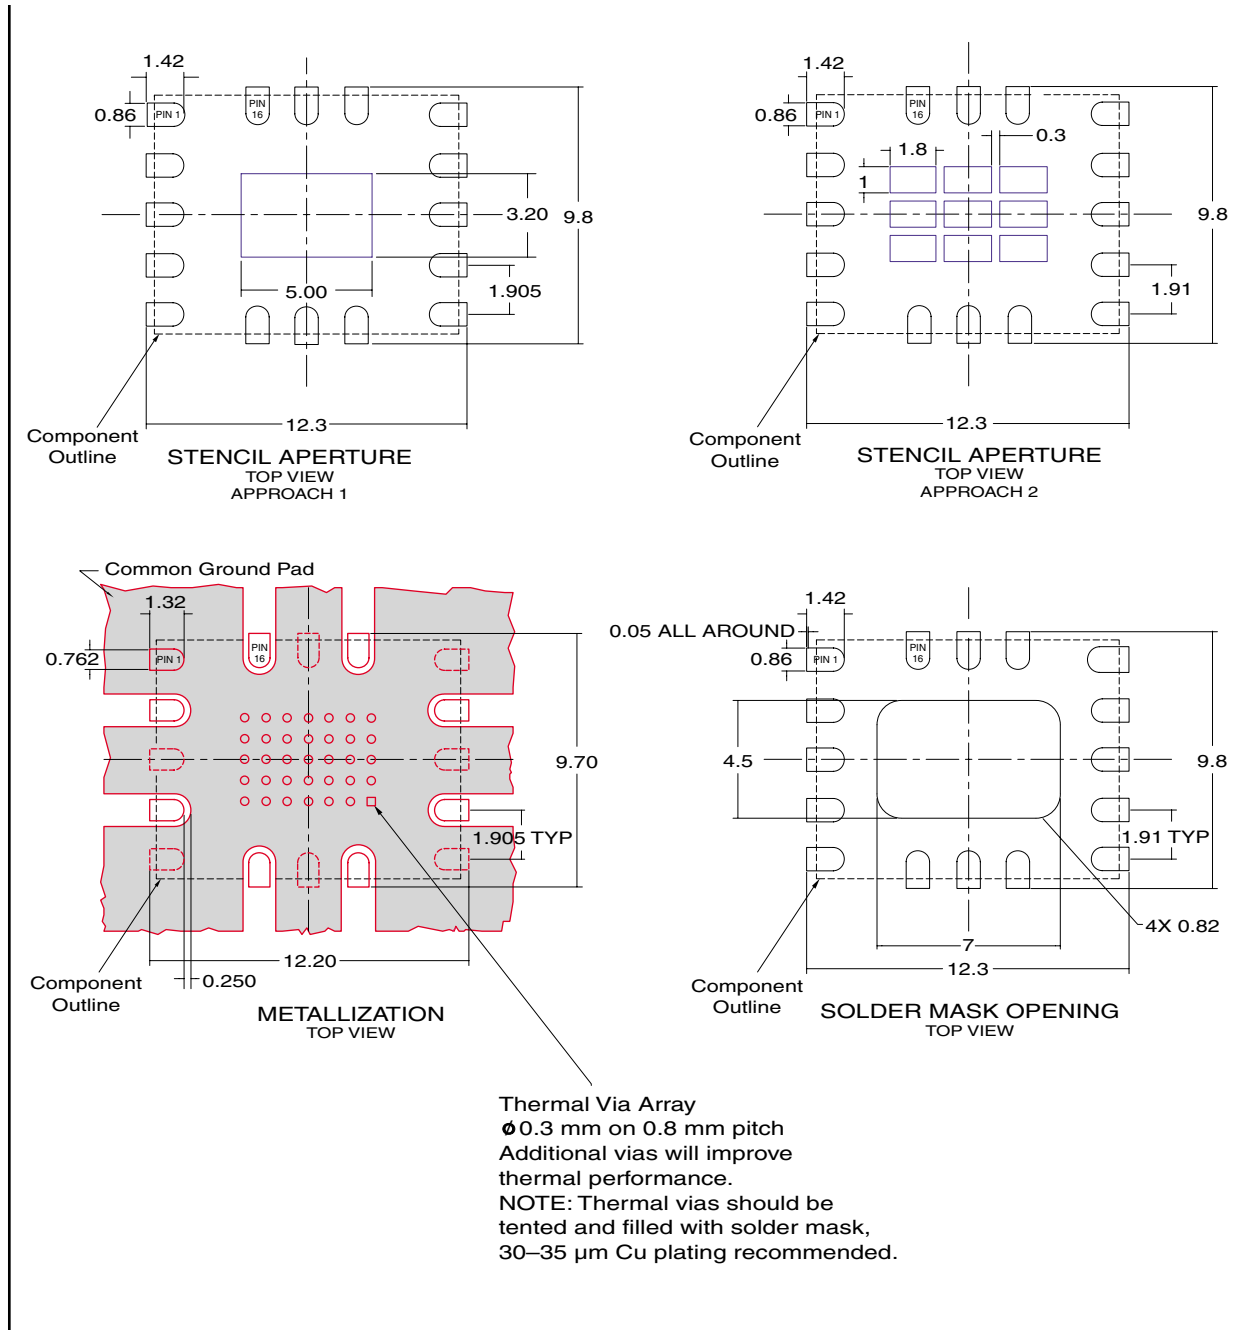 1.42
0.86
PIN 1
PIN
16
3.20
9.8
5.00
1.905
12.3
Component
Outline
STENCIL APERTURE
TOP VIEW
APPROACH 1
1.42
0.86
PIN 1
PIN
16
0.3
1.8
1
9.8
1.91
12.3
Component
Outline
STENCIL APERTURE
TOP VIEW
APPROACH 2
Common Ground Pad
1.32
0.762
PIN 1
PIN
16
9.70
1.905 TYP
12.20
0.250
Component
Outline
METALLIZATION
TOP VIEW
1.42
0.05 ALL AROUND
0.86
PIN 1
PIN
16
4.5
9.8
1.91 TYP
4X 0.82
7
12.3
Component
Outline
SOLDER MASK OPENING
TOP VIEW
Thermal Via Array
ø 0.3 mm on 0.8 mm pitch
Additional vias will improve
thermal performance.
NOTE: Thermal vias should be
tented and filled with solder mask,
30–35 µm Cu plating recommended.